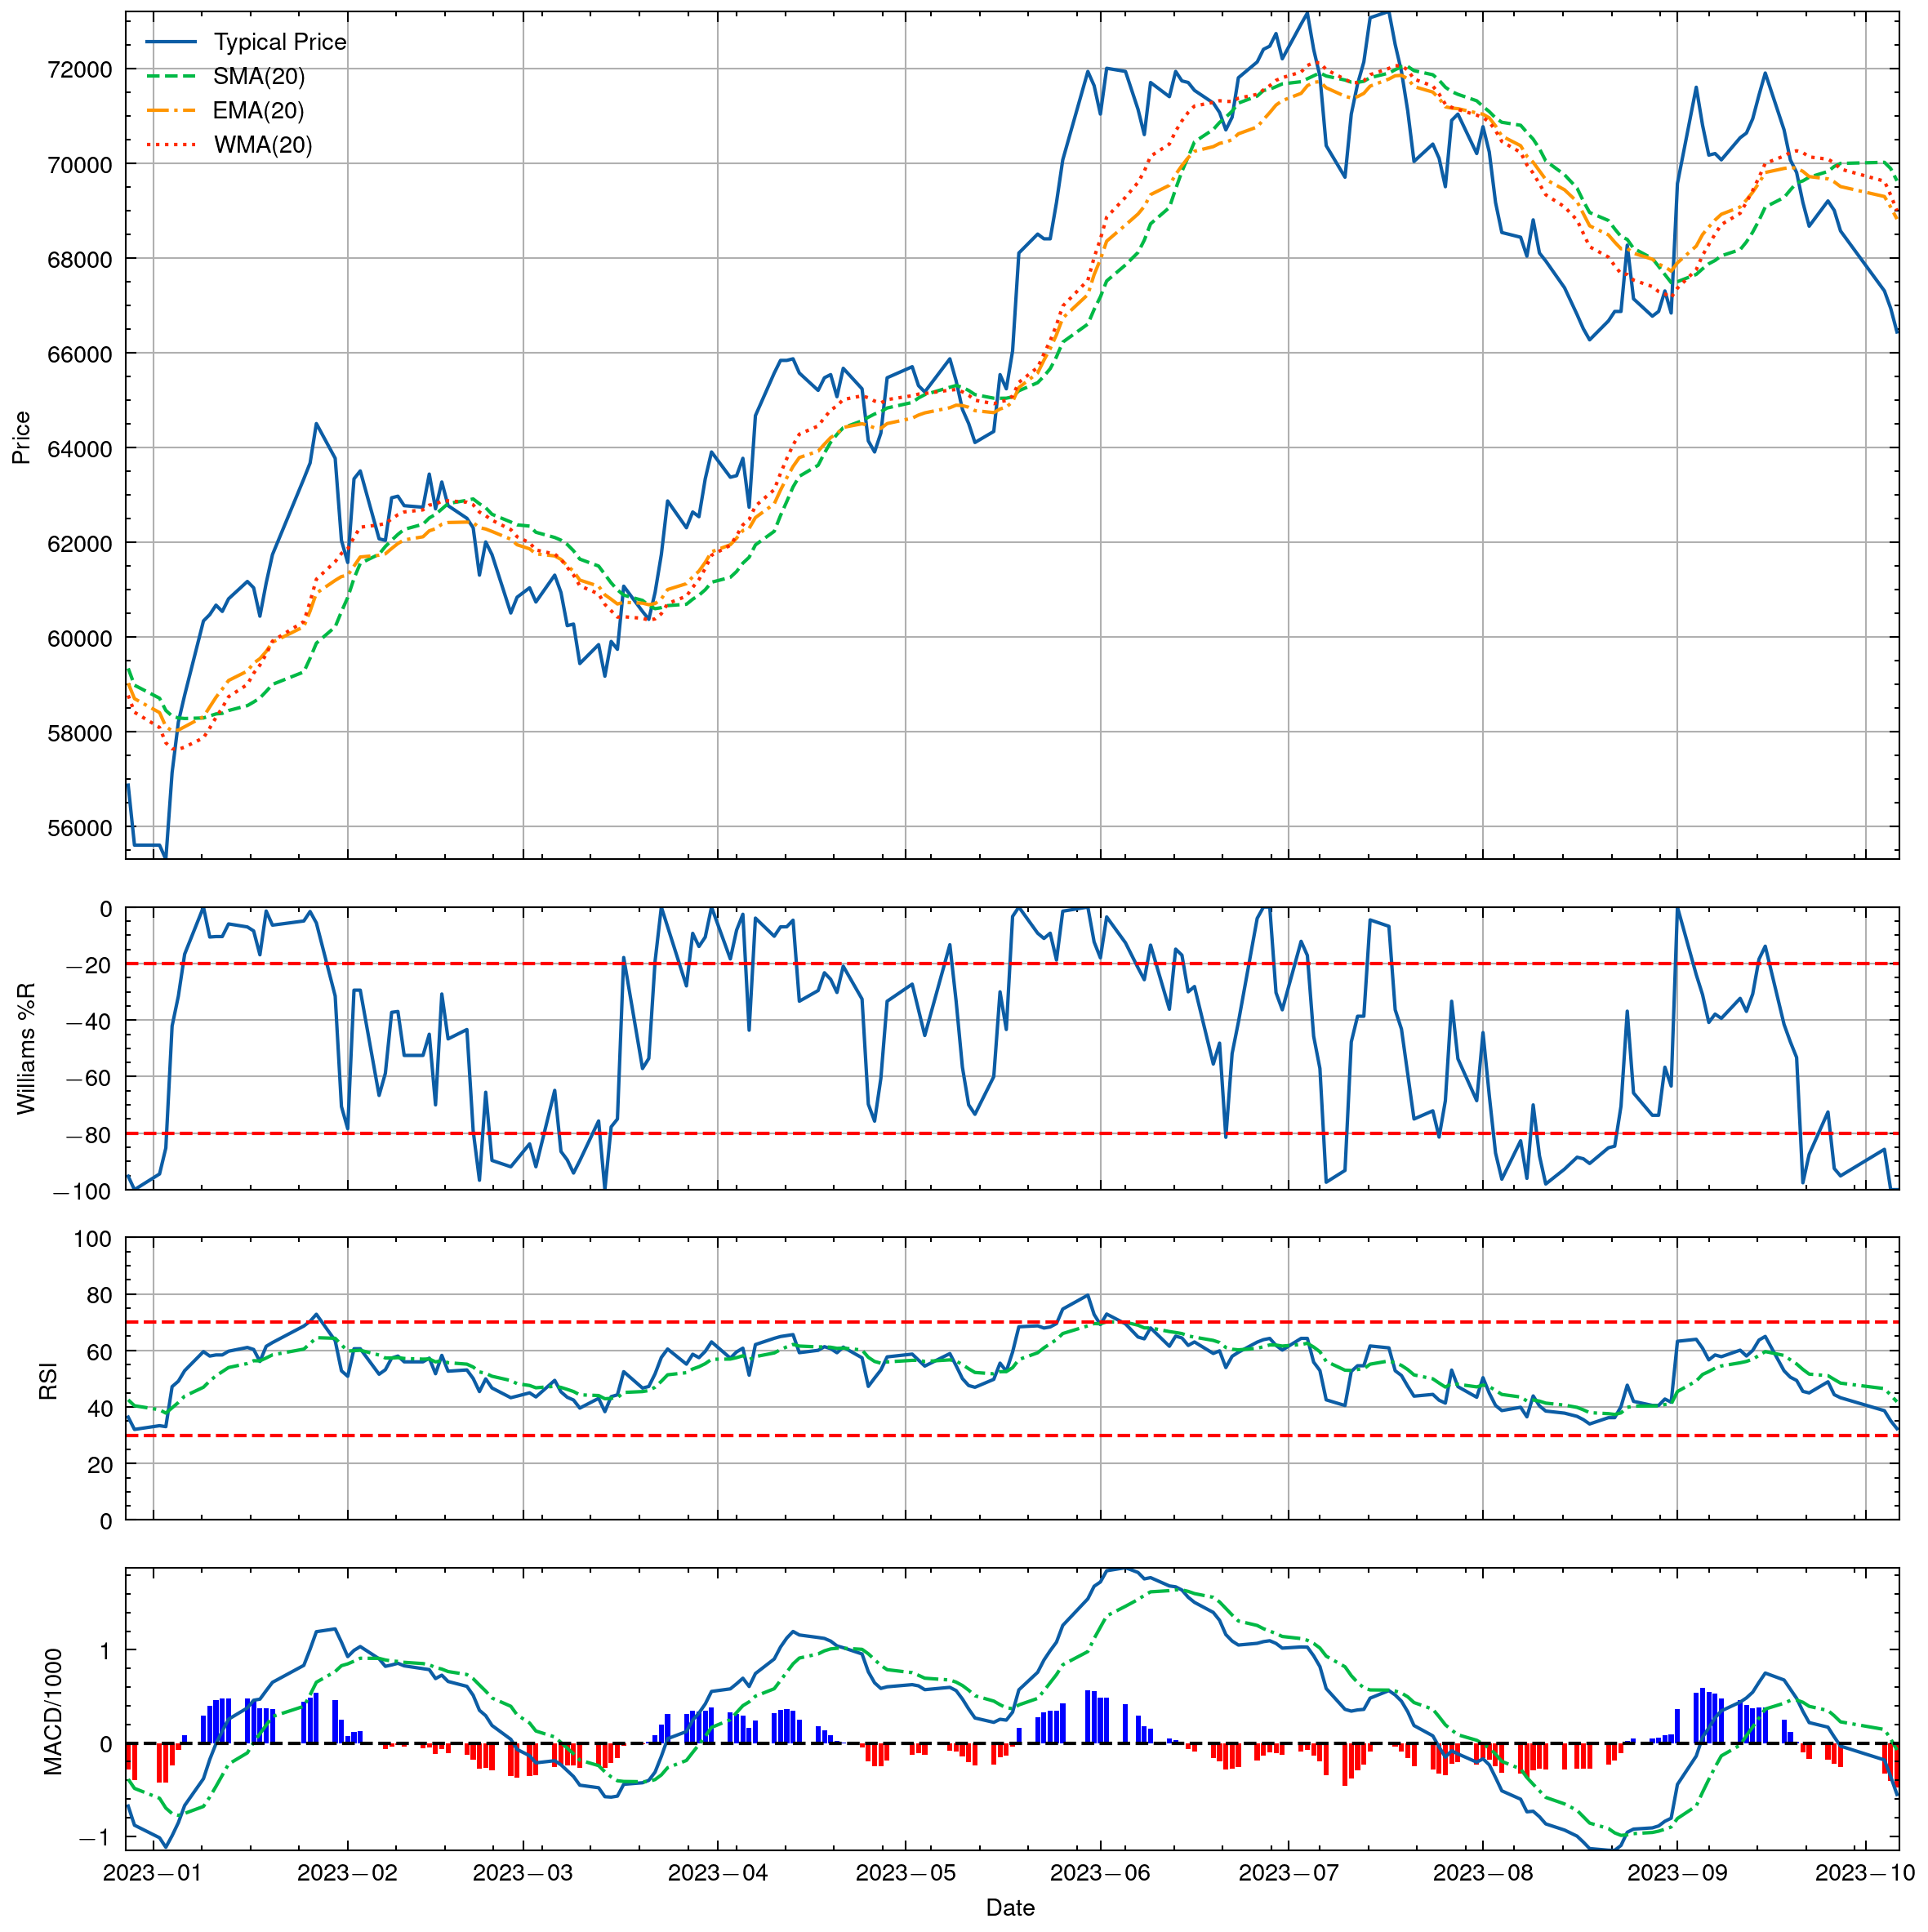 Typical Price
SMA(20)
EMA(20)
WMA(20)
72000
70000
68000
66000
64000
62000
60000
58000
56000
Price
0
−20
−40
−60
−80
−100
Williams %R
100
80
60
40
20
0
RSI
1
0
−1
MACD/1000
2023−01 2023−02 2023−03 2023−04 2023−05 2023−06 2023−07 2023−08 2023−09 2023−10
Date